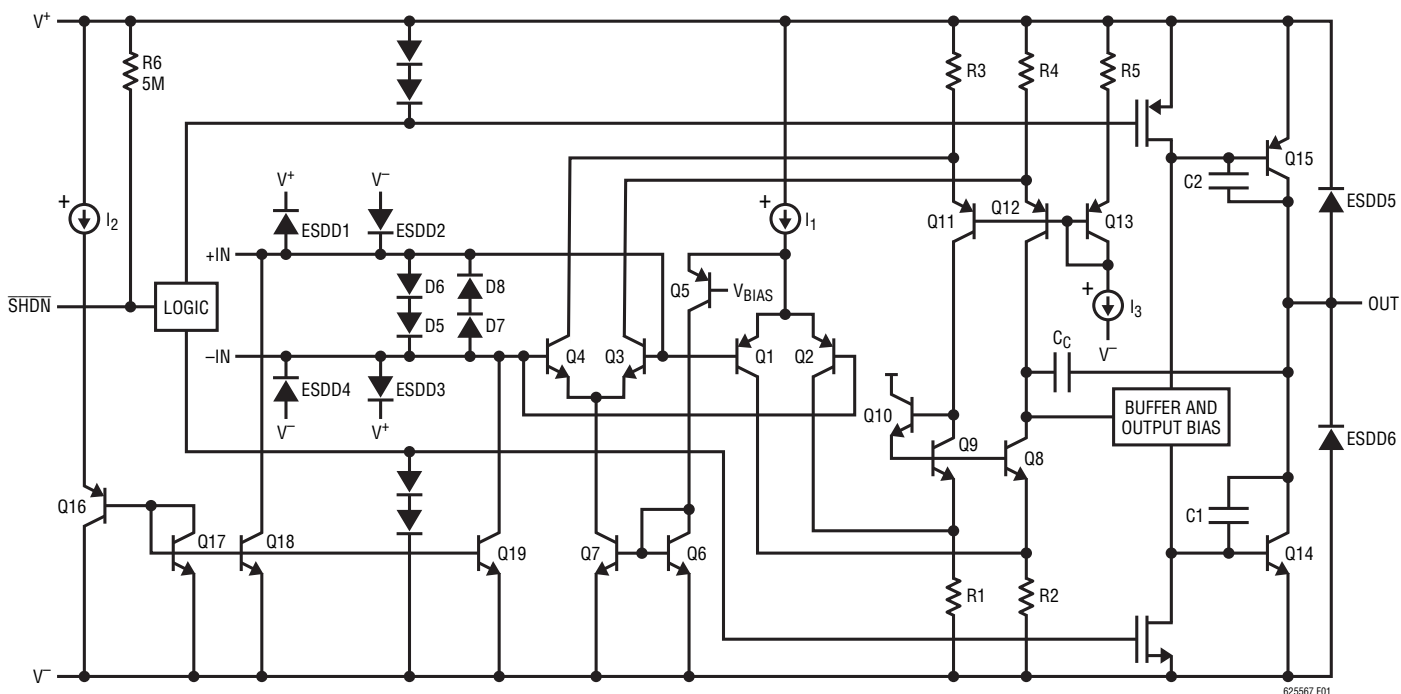 V+
R6
5M
R3
R4
R5
V+
V–
C2
Q15
+
I2
ESDD1
ESDD2
+
I1
Q11
Q12
Q13
ESDD5
+IN
D6
D8
Q5
VBIAS
+
I3
SHDN
LOGIC
OUT
D5
D7
–IN
Q4
Q3
Q1
Q2
V–
CC
ESDD4
ESDD3
Q10
BUFFER AND
OUTPUT BIAS
V–
V+
Q9
Q8
ESDD6
Q16
C1
Q17
Q18
Q19
Q7
Q6
Q14
R1
R2
V–
625567 F01